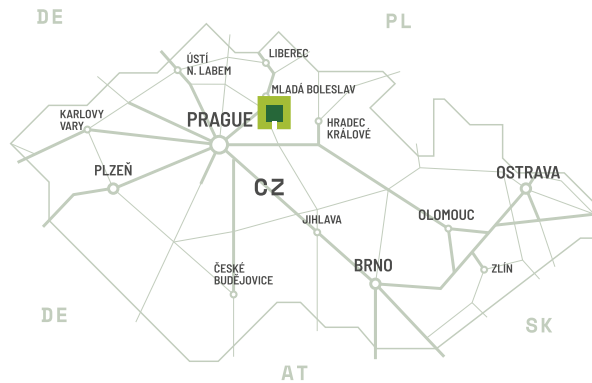 DE
PL
LIBEREC
ÚSTÍ
N. LABEM
MLADÁ BOLESLAV
KARLOVY
VARY
PRAGUE
HRADEC
KRÁLOVÉ
PLZEŇ
OSTRAVA
CZ
JIHLAVA
OLOMOUC
BRNO
ČESKÉ
BUDĚJOVICE
ZLÍN
DE
SK
AT